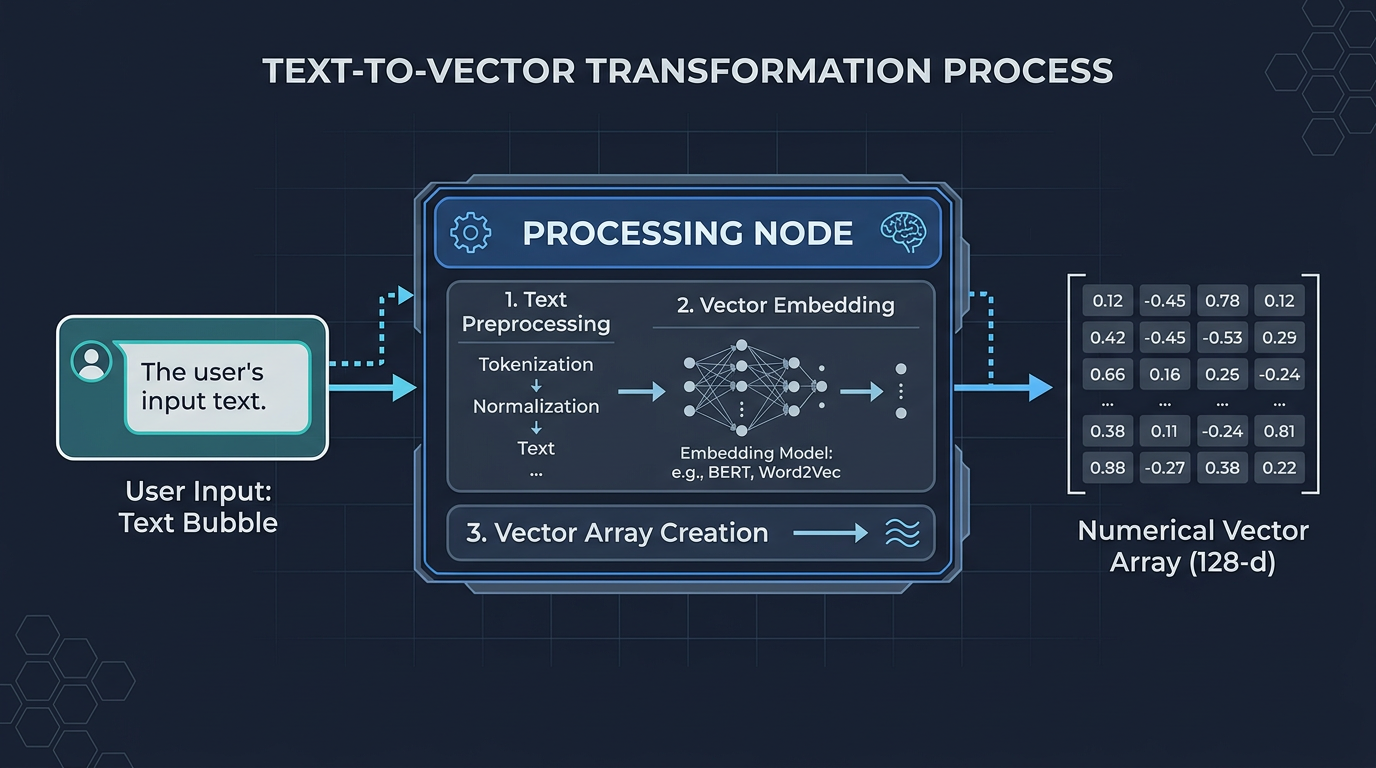 TEXT-TO-VECTOR TRANSFORMATION PROCESS
The user's
input text.
User Input:
Text Bubble
PROCESSING NODE
1. Text
Preprocessing
Tokenization
Normalization
Text
...
2. Vector Embedding
Embedding Model:
e.g., BERT, Word2Vec
3. Vector Array Creation
0.12 -0.45 0.78 0.12
0.42 -0.45 -0.53 0.29
0.66 0.16 0.25 -0.24
... ... ... ...
0.38 0.11 -0.24 0.81
0.38 -0.27 0.38 0.22
Numerical Vector
Array (128-d)